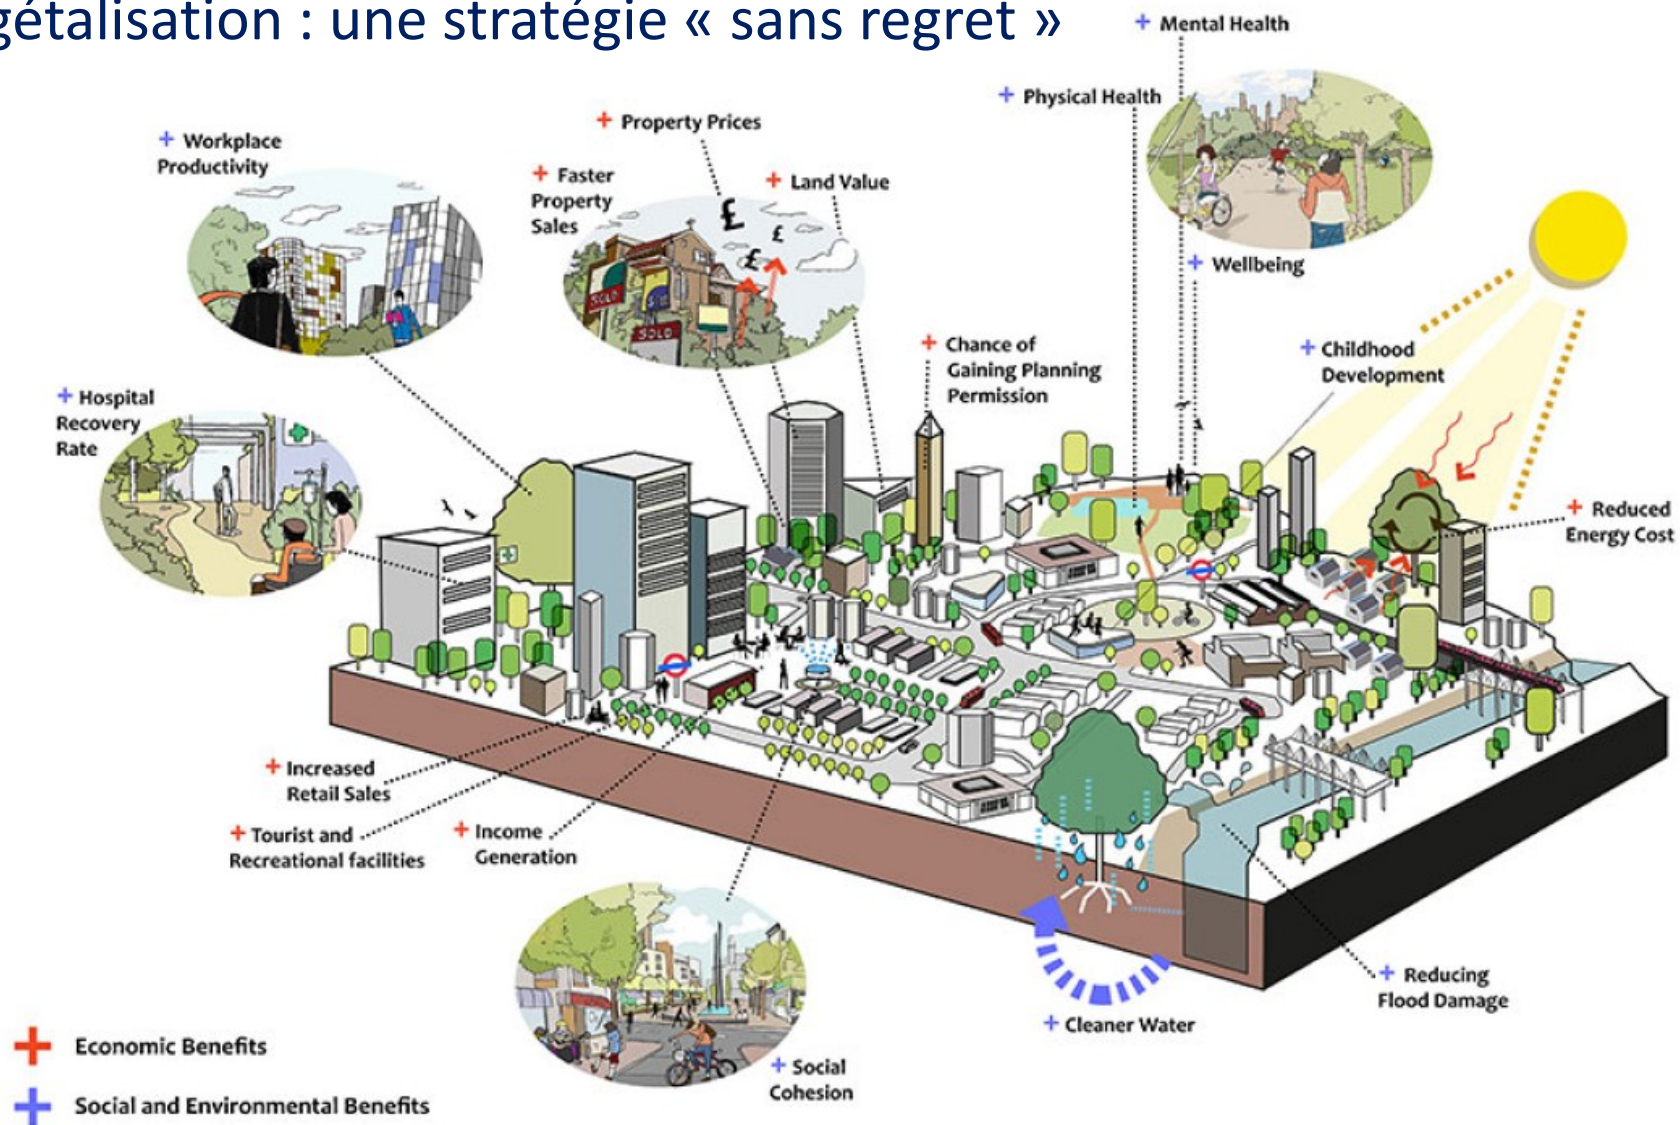 gétalisation : une stratégie « sans regret »
+ Mental Health
+ Physical Health
+ Property Prices
+ Workplace
Productivity
+ Faster
Property
Sales
+ Land Value
£
£
£
SOLD
SOLD
+ Wellbeing
+ Chance of
Gaining Planning
Permission
+ Childhood
Development
+ Hospital
Recovery
Rate
+ Reduced
Energy Cost
+ Increased
Retail Sales
+ Tourist and
Recreational facilities
+ Income
Generation
+ Reducing
Flood Damage
+ Cleaner Water
+ Social
Cohesion
+ Economic Benefits
+ Social and Environmental Benefits